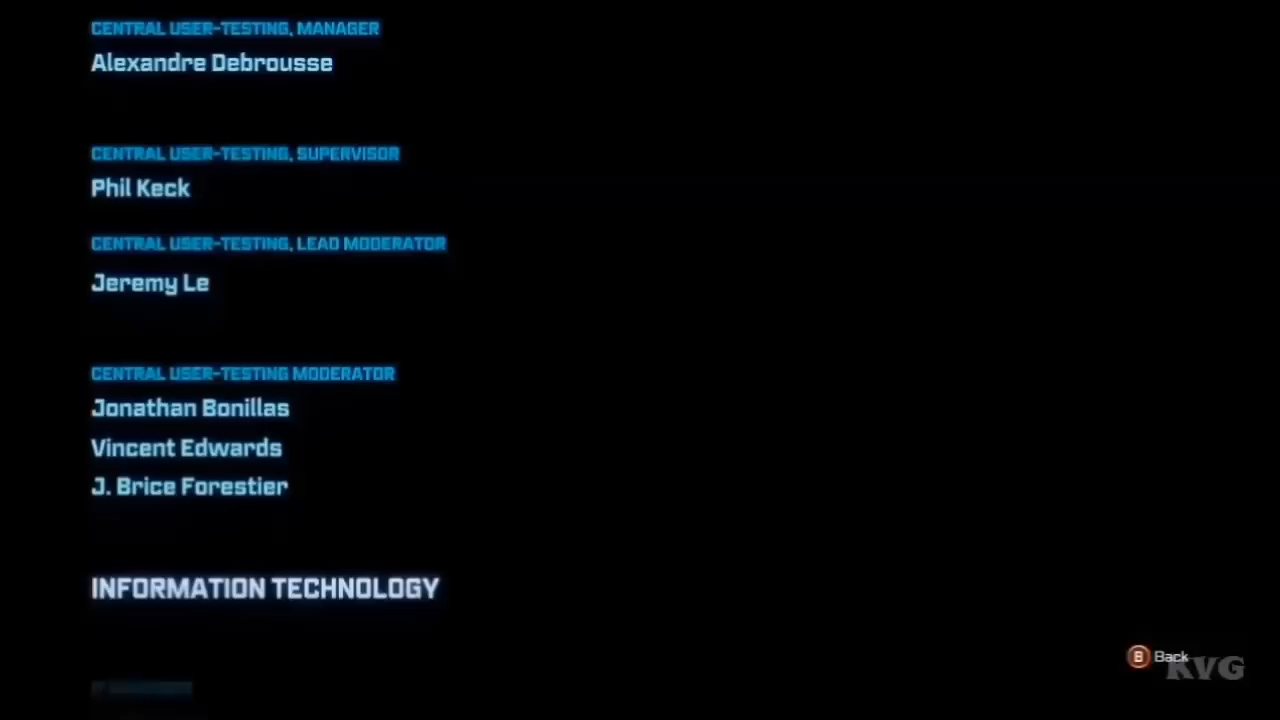 CENTRAL USER-TESTING, MANAGER
Alexandre Debrousse
CENTRAL USER-TESTING, SUPERVISOR
Phil Keck
CENTRAL USER-TESTING, LEAD MODERATOR
Jeremy Le
CENTRAL USER-TESTING MODERATOR
Jonathan Bonillas
Vincent Edwards
J. Brice Forestier
INFORMATION TECHNOLOGY
B Back
KVG